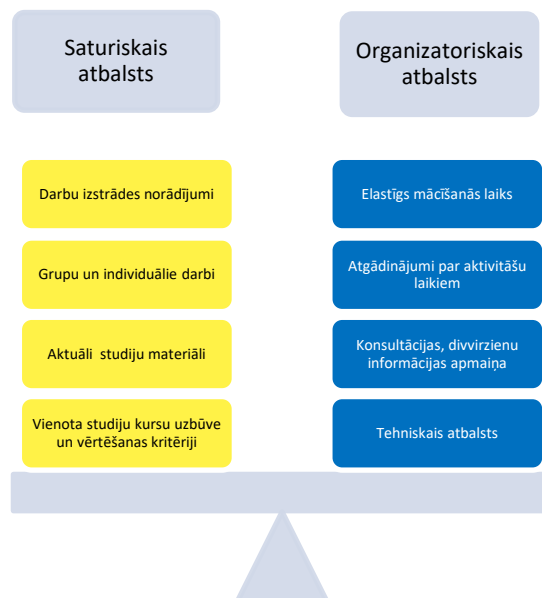 Saturiskais
atbalsts
Organizatoriskais
atbalsts
Darbu izstrādes norādījumi
Grupu un individuālie darbi
Aktuāli studiju materiāli
Vienota studiju kursu uzbūve
un vērtēšanas kritēriji
Elastīgs mācīšanās laiks
Atgādinājumi par aktivitāšu
laikiem
Konsultācijas, divvirzienu
informācijas apmaiņa
Tehniskais atbalsts